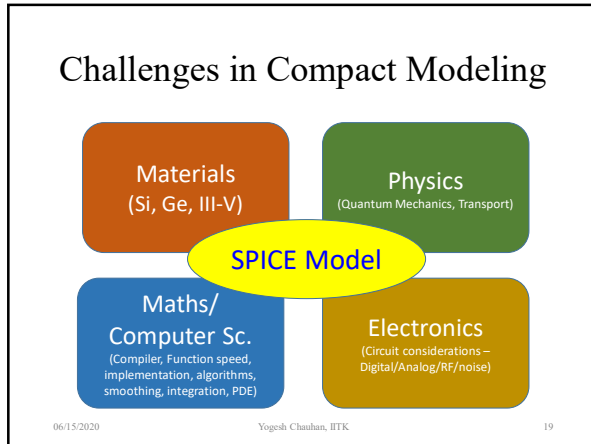 Challenges in Compact Modeling
Materials
(Si, Ge, III-V)
Physics
(Quantum Mechanics, Transport)
SPICE Model
Maths/
Computer Sc.
(Compiler, Function speed,
implementation, algorithms,
smoothing, integration, PDE)
Electronics
(Circuit considerations –
Digital/Analog/RF/noise)
06/15/2020
Yogesh Chauhan, IITK
19